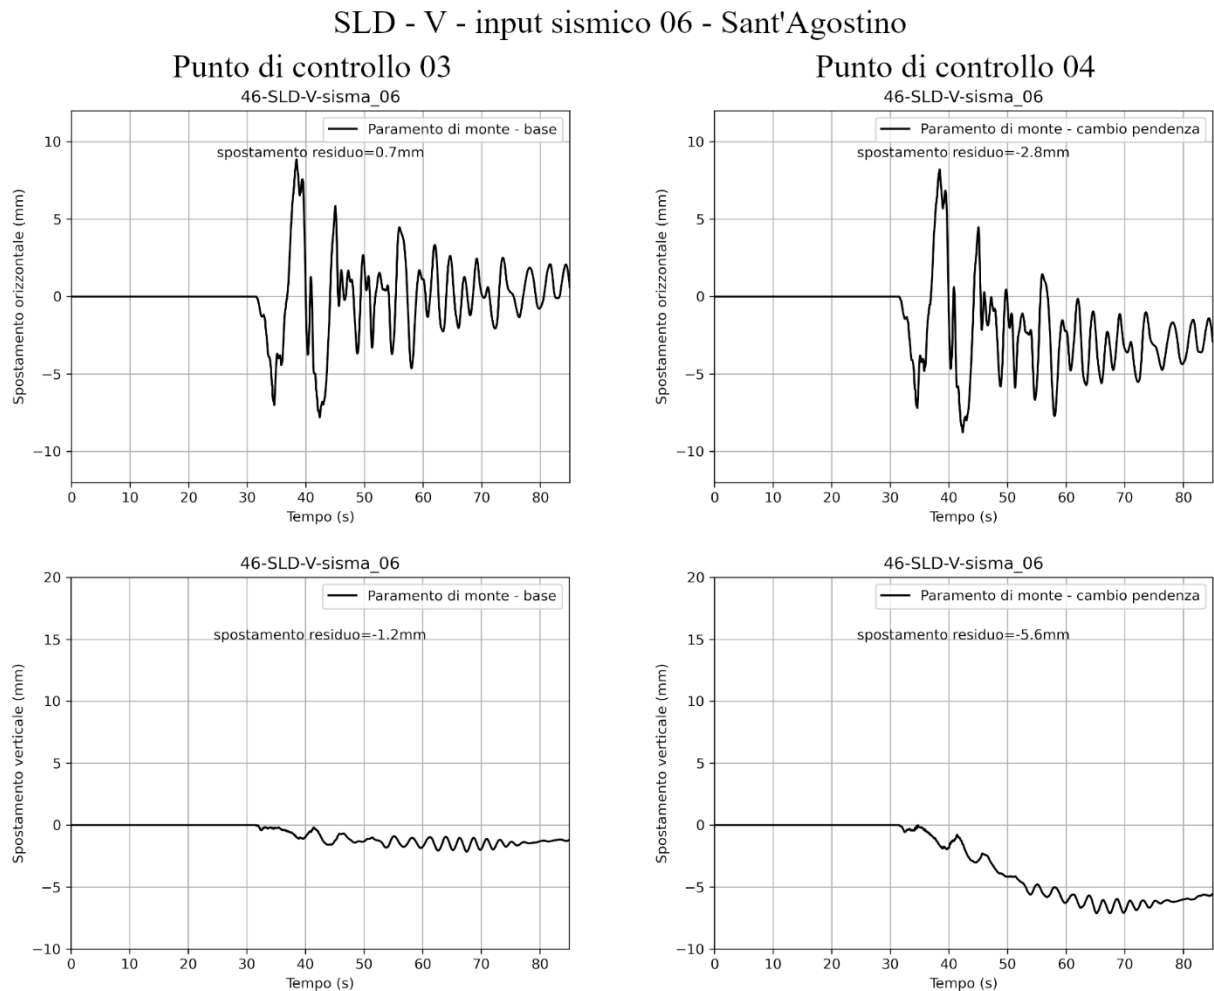 SLD - V - input sismico 06 - Sant'Agostino
Punto di controllo 03
46-SLD-V-sisma_06
Paramento di monte - base
spostamento residuo=0.7mm
Spostamento orizzontale (mm)
10
5
0
−5
−10
0 10 20 30 40 50 60 70 80
Tempo (s)
Punto di controllo 04
46-SLD-V-sisma_06
Paramento di monte - cambio pendenza
spostamento residuo=-2.8mm
Spostamento orizzontale (mm)
10
5
0
−5
−10
0 10 20 30 40 50 60 70 80
Tempo (s)
46-SLD-V-sisma_06
Paramento di monte - base
spostamento residuo=-1.2mm
Spostamento verticale (mm)
20
15
10
5
0
−5
−10
0 10 20 30 40 50 60 70 80
Tempo (s)
46-SLD-V-sisma_06
Paramento di monte - cambio pendenza
spostamento residuo=-5.6mm
Spostamento verticale (mm)
20
15
10
5
0
−5
−10
0 10 20 30 40 50 60 70 80
Tempo (s)